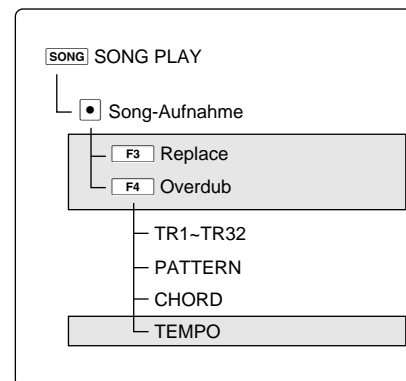 SONG SONG PLAY
Song-Aufnahme
F3 Replace
F4 Overdub
TR1~TR32
PATTERN
CHORD
TEMPO